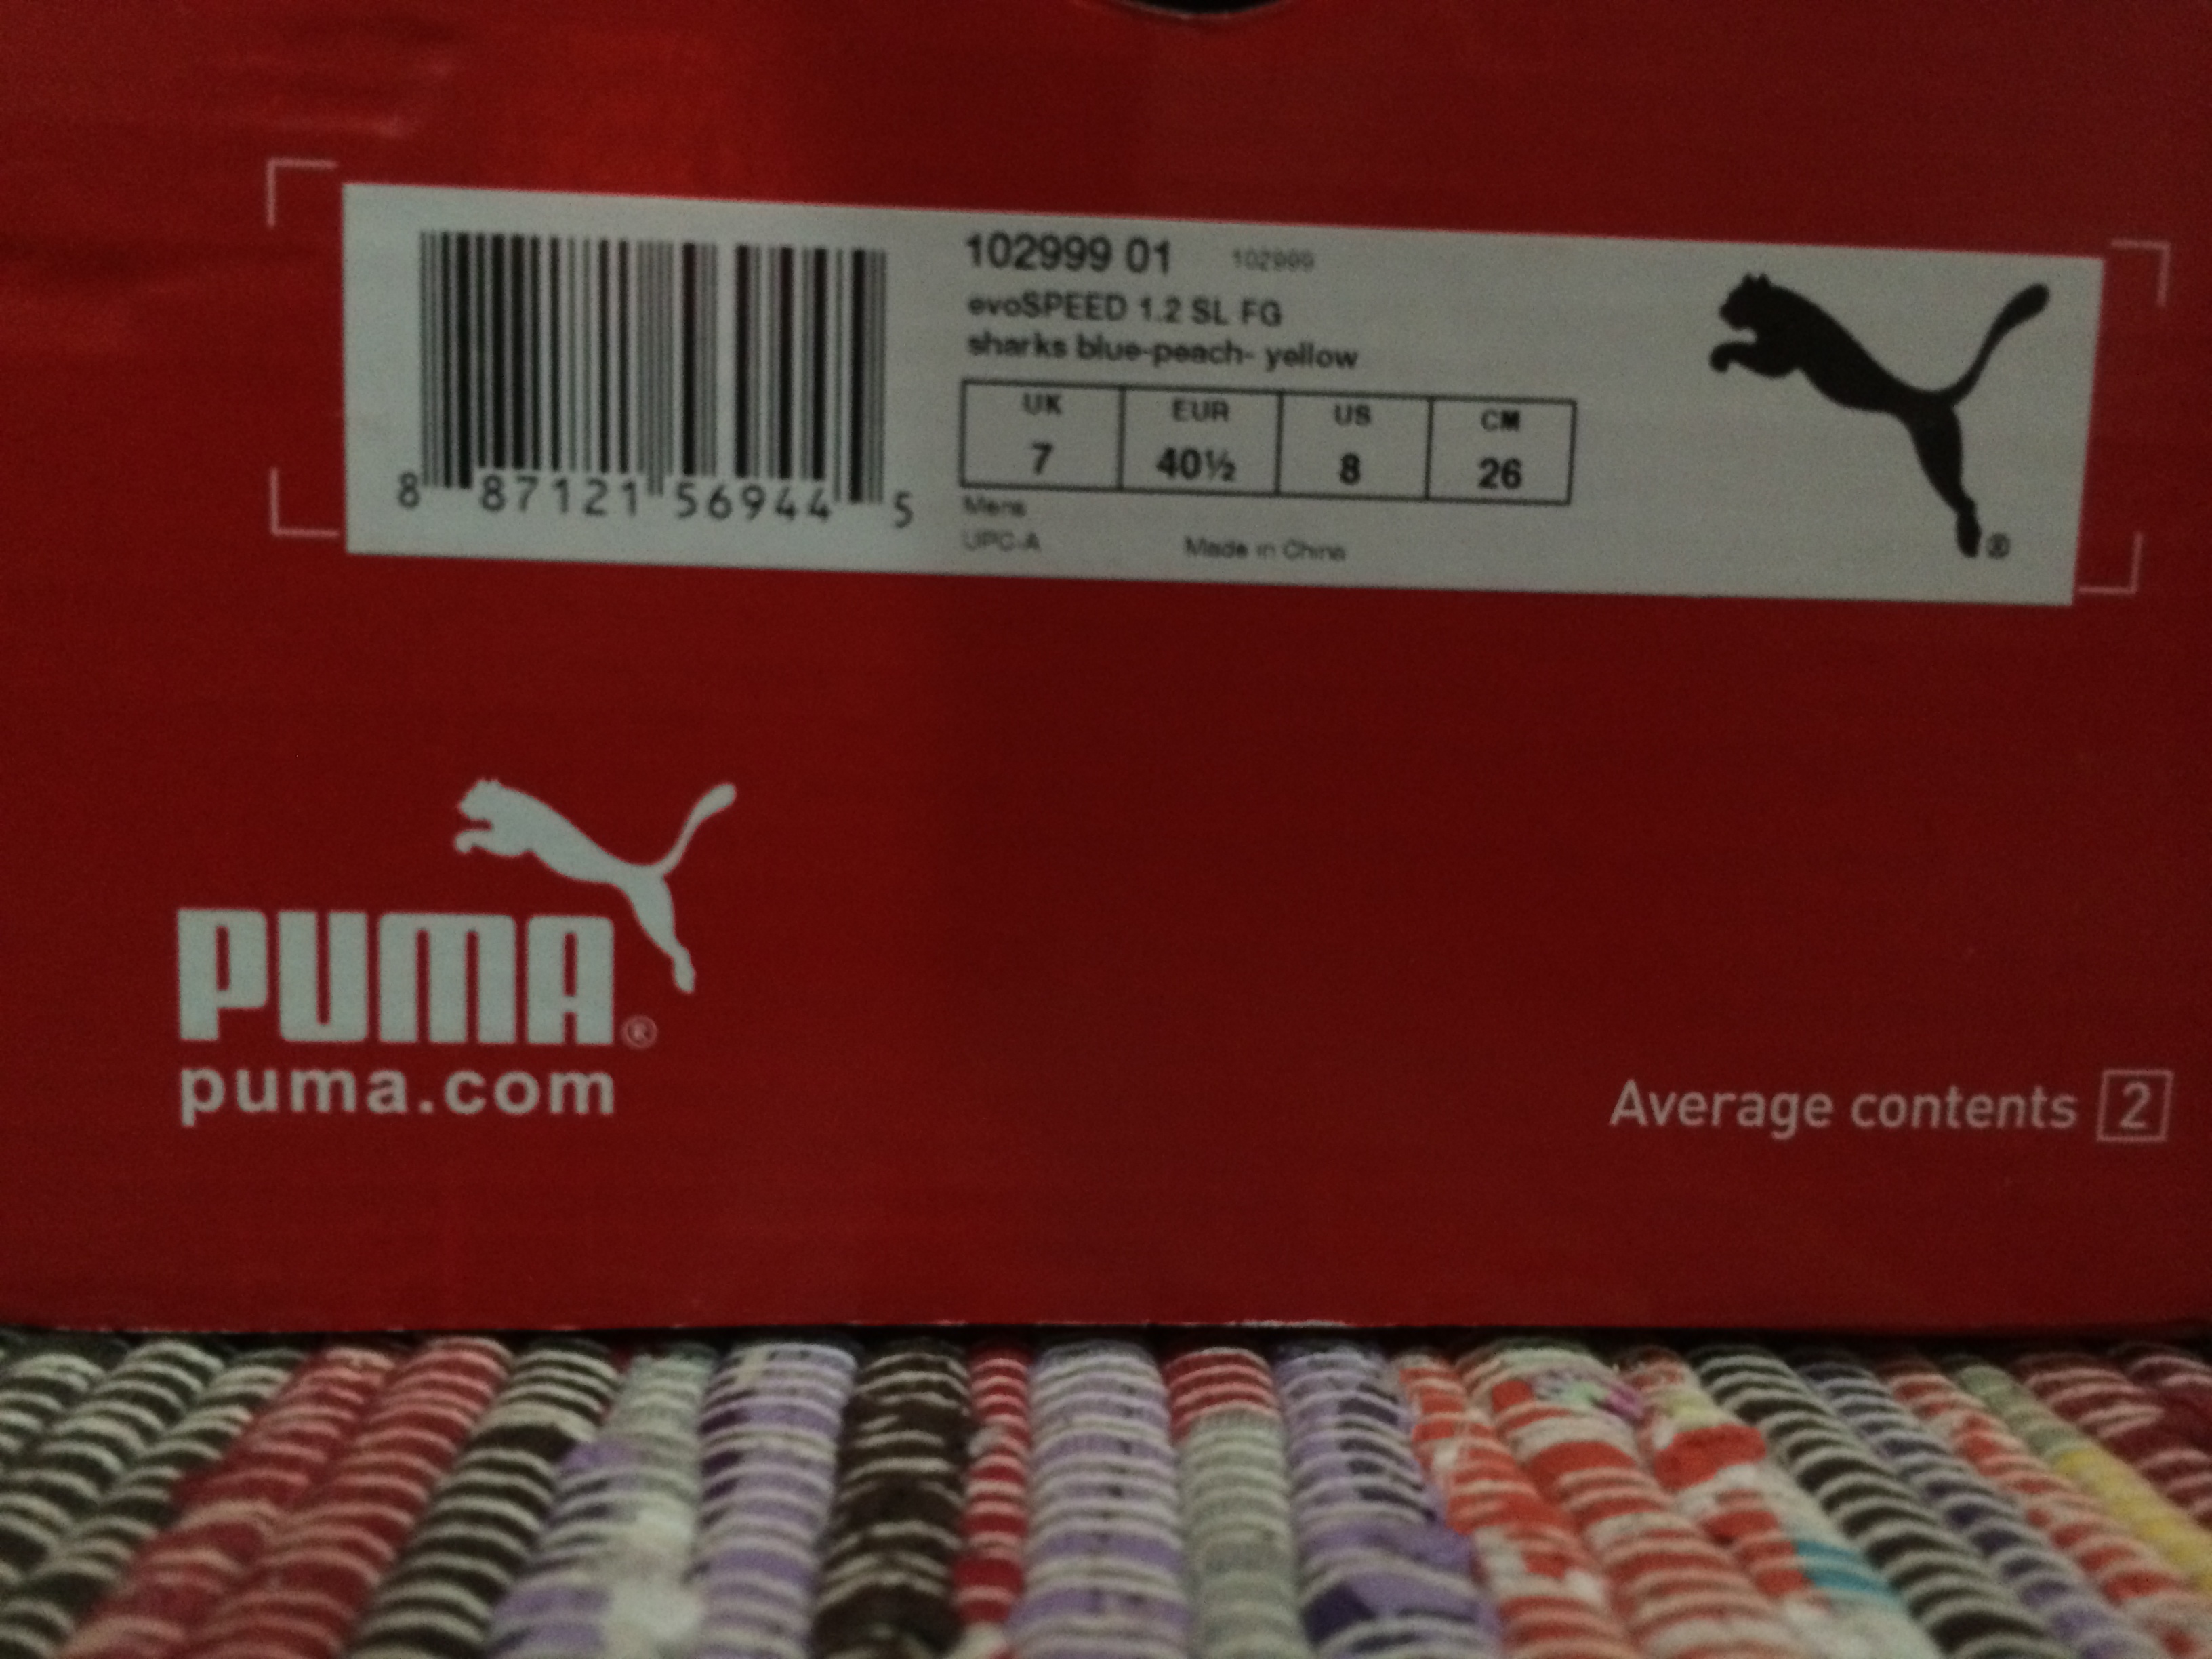 102999 01 102999
evoSPEED 1.2 SL FG
sharks blue-peach- yellow
UK EUR US CM
7 40½ 8 26
8 87121 56944 5
Mens
UPC-A Made in China
®
PUMA®
puma.com
Average contents 2